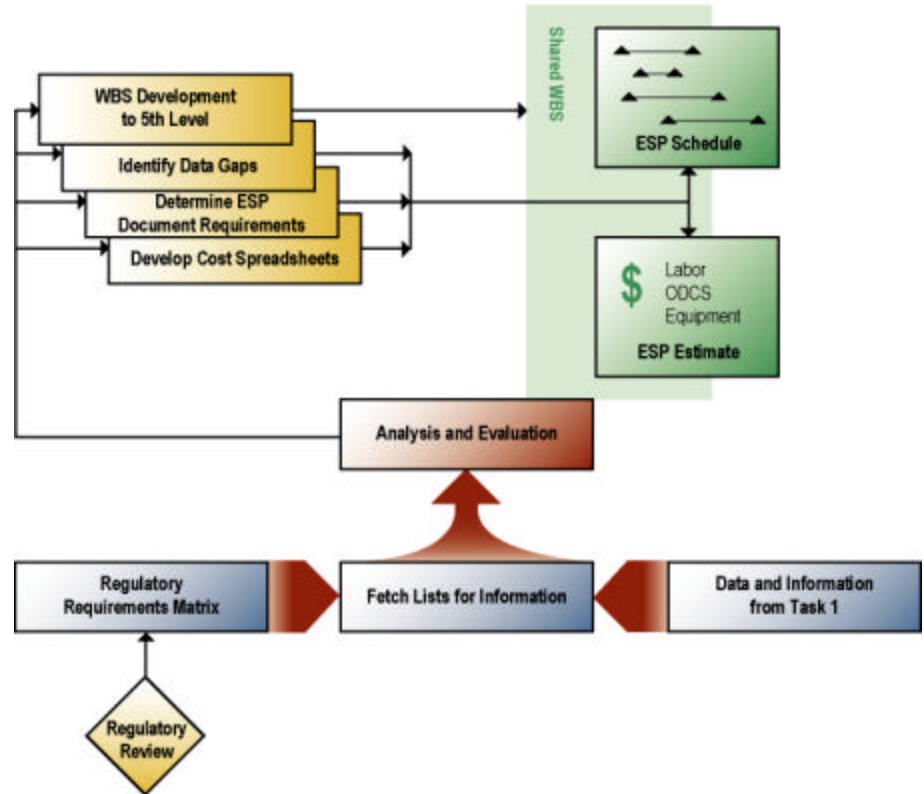 WBS Development
to 5th Level
Identify Data Gaps
Determine ESP
Document Requirements
Develop Cost Spreadsheets
Shared WBS
ESP Schedule
$
Labor
ODCS
Equipment
ESP Estimate
Analysis and Evaluation
Regulatory
Requirements Matrix
Fetch Lists for Information
Data and Information
from Task 1
Regulatory
Review